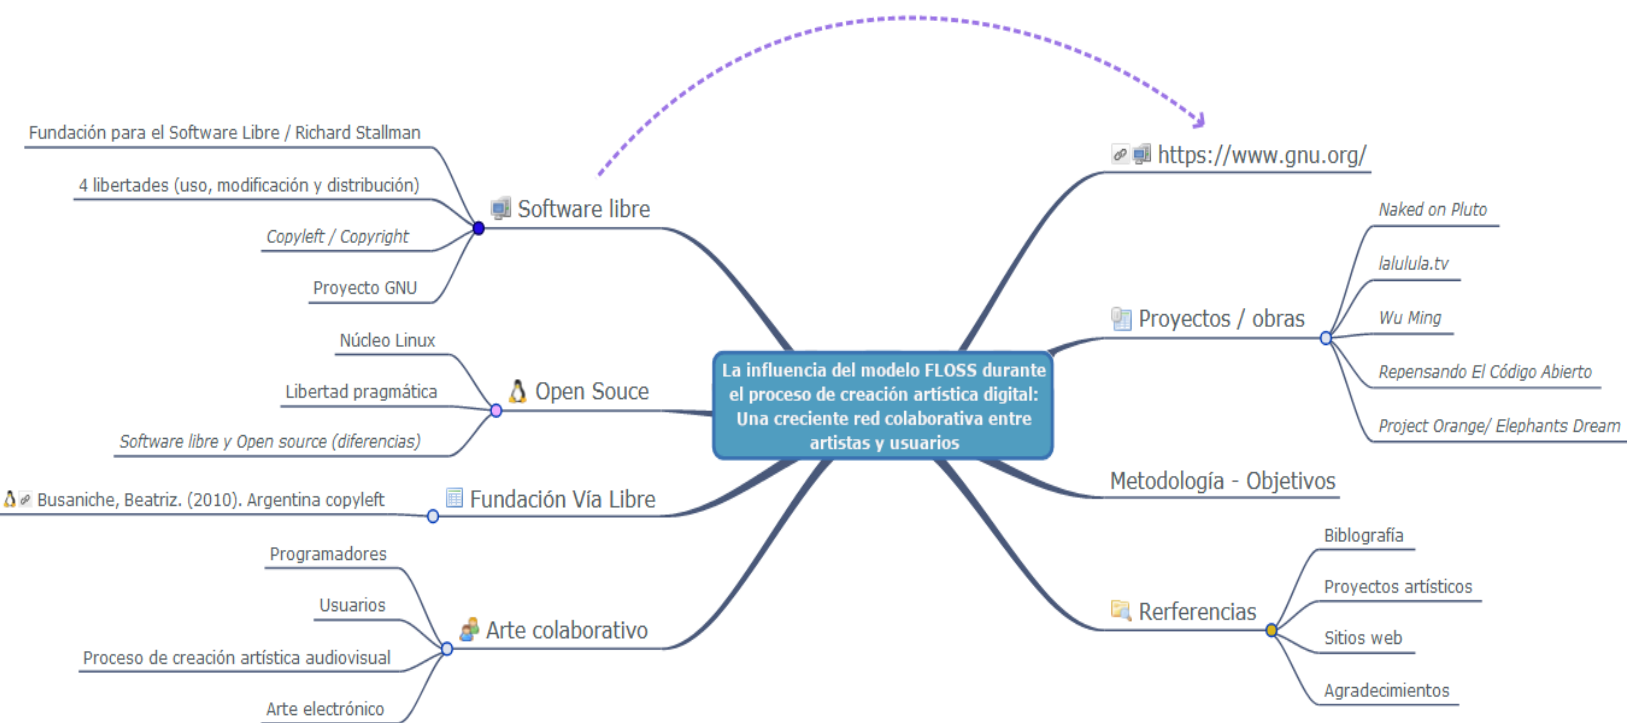 Fundación para el Software Libre / Richard Stallman
4 libertades (uso, modificación y distribución)
Software libre
Copyleft / Copyright
Proyecto GNU
Núcleo Linux
Libertad pragmática
Open Souce
Software libre y Open source (diferencias)
Busaniche, Beatriz. (2010). Argentina copyleft
Fundación Vía Libre
Programadores
Usuarios
Arte colaborativo
Proceso de creación artística audiovisual
Arte electrónico
La influencia del modelo FLOSS durante
el proceso de creación artística digital:
Una creciente red colaborativa entre
artistas y usuarios
https://www.gnu.org/
Naked on Pluto
lalulula.tv
Proyectos / obras
Wu Ming
Repensando El Código Abierto
Project Orange/ Elephants Dream
Metodología - Objetivos
Biblografía
Proyectos artísticos
Rerferencias
Sitios web
Agradecimientos